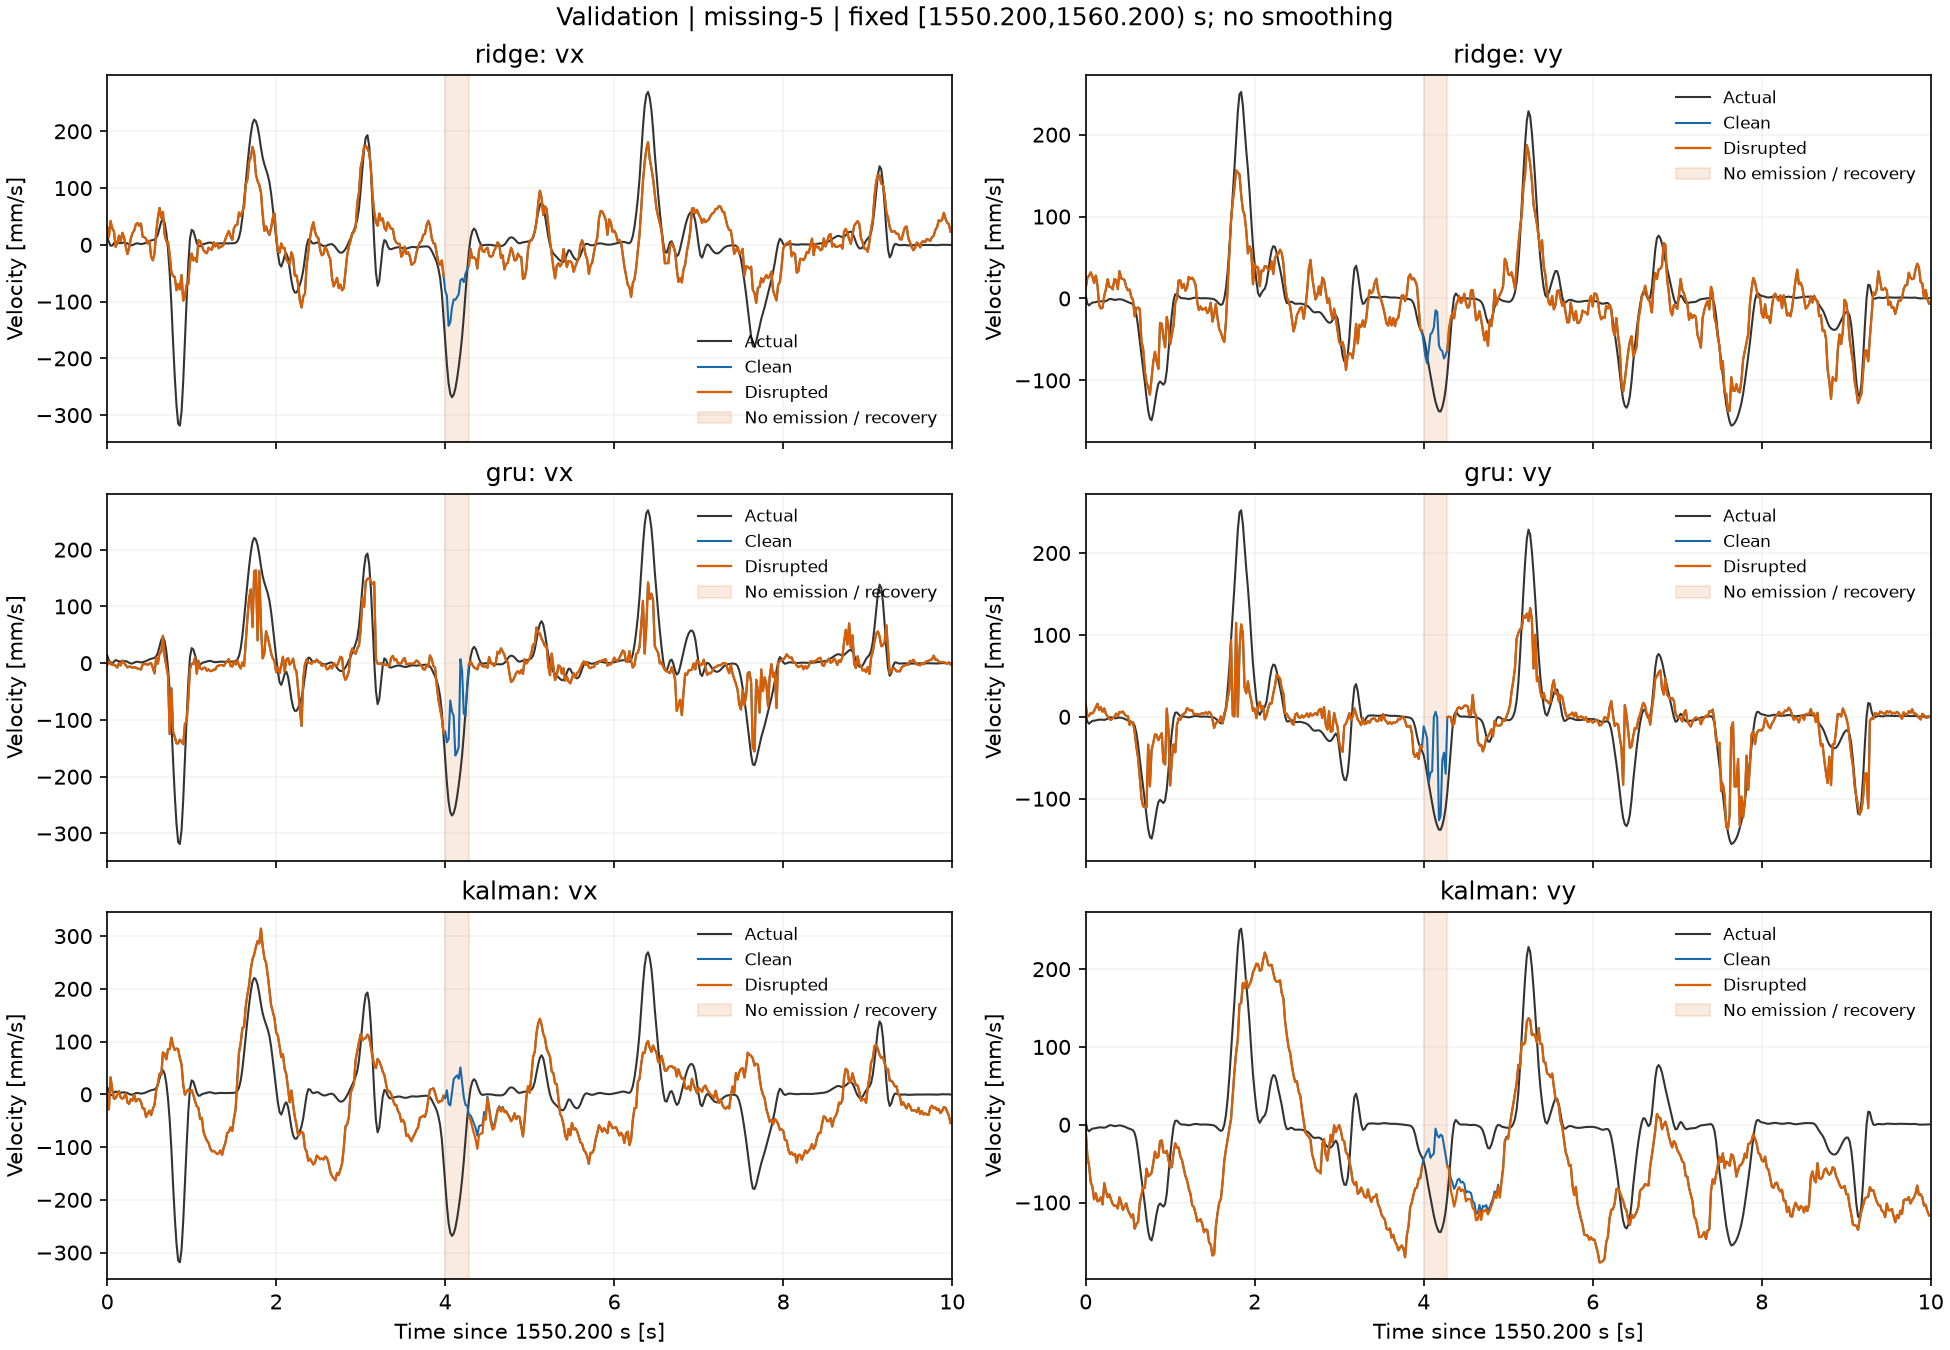 Validation | missing-5 | fixed [1550.200,1560.200) s; no smoothing
ridge: vx
Velocity [mm/s]
200
100
0
−100
−200
−300
Actual
Clean
Disrupted
No emission / recovery
ridge: vy
Velocity [mm/s]
200
100
0
−100
Actual
Clean
Disrupted
No emission / recovery
gru: vx
Velocity [mm/s]
200
100
0
−100
−200
−300
Actual
Clean
Disrupted
No emission / recovery
gru: vy
Velocity [mm/s]
200
100
0
−100
Actual
Clean
Disrupted
No emission / recovery
kalman: vx
Velocity [mm/s]
300
200
100
0
−100
−200
−300
Actual
Clean
Disrupted
No emission / recovery
0 2 4 6 8 10
Time since 1550.200 s [s]
kalman: vy
Velocity [mm/s]
200
100
0
−100
Actual
Clean
Disrupted
No emission / recovery
0 2 4 6 8 10
Time since 1550.200 s [s]